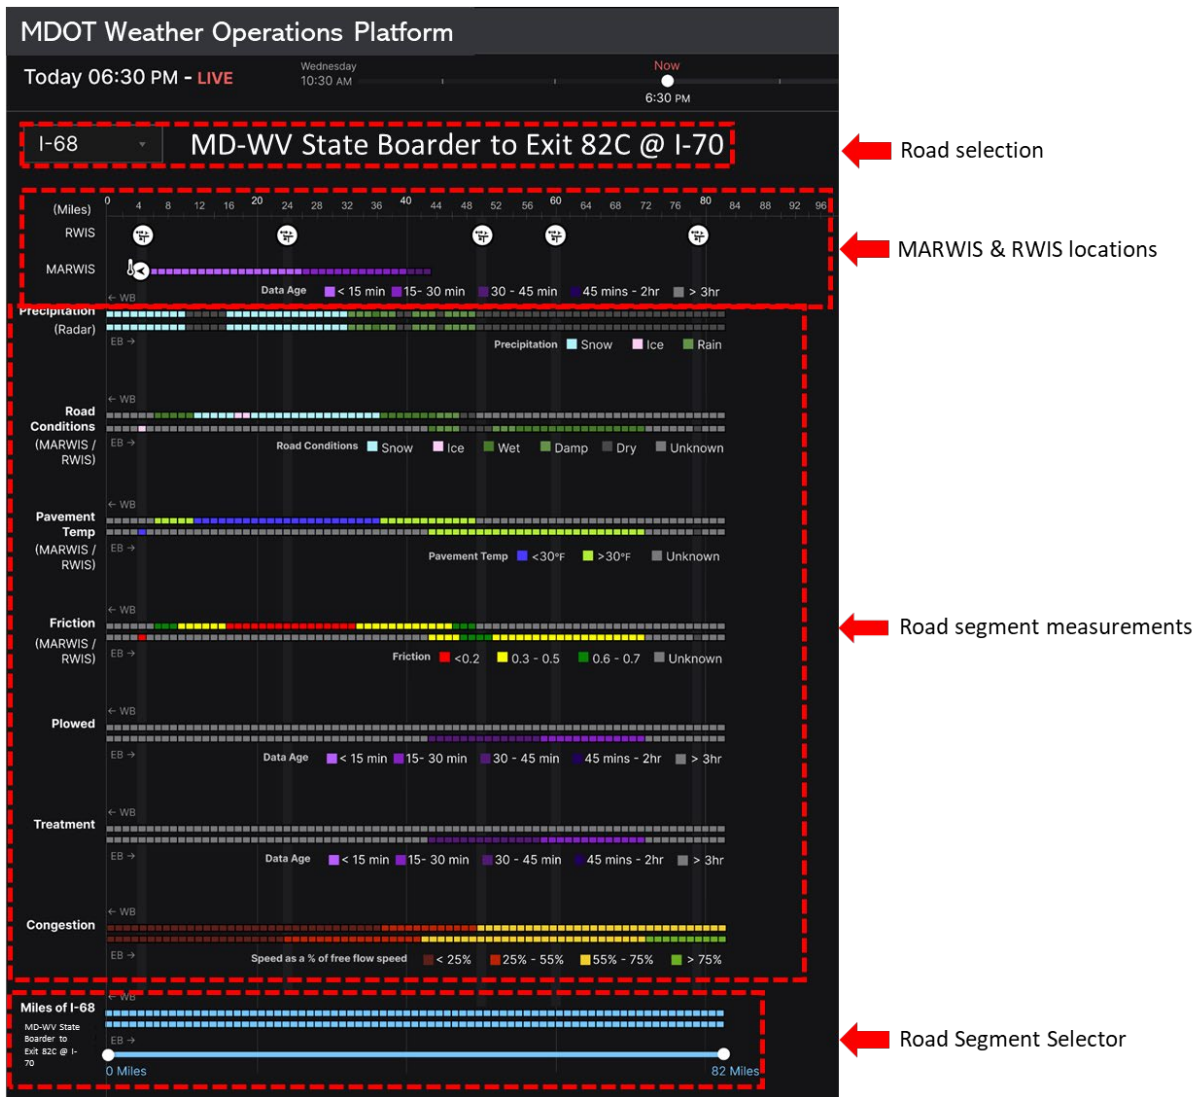 MDOT Weather Operations Platform
Today 06:30 PM - LIVE
Wednesday
10:30 AM
Now
6:30 PM
I-68
MD-WV State Boarder to Exit 82C @ I-70
Road selection
(Miles)
0 4 8 12 16 20 24 28 32 36 40 44 48 52 56 60 64 68 72 76 80 84 88 92 96
RWIS
MARWIS & RWIS locations
MARWIS
Data Age < 15 min 15- 30 min 30 - 45 min 45 mins - 2hr > 3hr
← WB
Precipitation
(Radar)
EB →
Precipitation Snow Ice Rain
← WB
Road
Conditions
(MARWIS /
RWIS)
EB →
Road Conditions Snow Ice Wet Damp Dry Unknown
← WB
Pavement
Temp
(MARWIS /
RWIS)
EB →
Pavement Temp <30°F >30°F Unknown
← WB
Friction
(MARWIS /
RWIS)
EB →
Friction <0.2 0.3 - 0.5 0.6 - 0.7 Unknown
Road segment measurements
← WB
Plowed
EB →
Data Age < 15 min 15- 30 min 30 - 45 min 45 mins - 2hr > 3hr
← WB
Treatment
EB →
Data Age < 15 min 15- 30 min 30 - 45 min 45 mins - 2hr > 3hr
← WB
Congestion
EB →
Speed as a % of free flow speed < 25% 25% - 55% 55% - 75% > 75%
← WB
Miles of I-68
MD-WV State
Boarder to
Exit 82C @ I-
70
EB →
0 Miles
82 Miles
Road Segment Selector